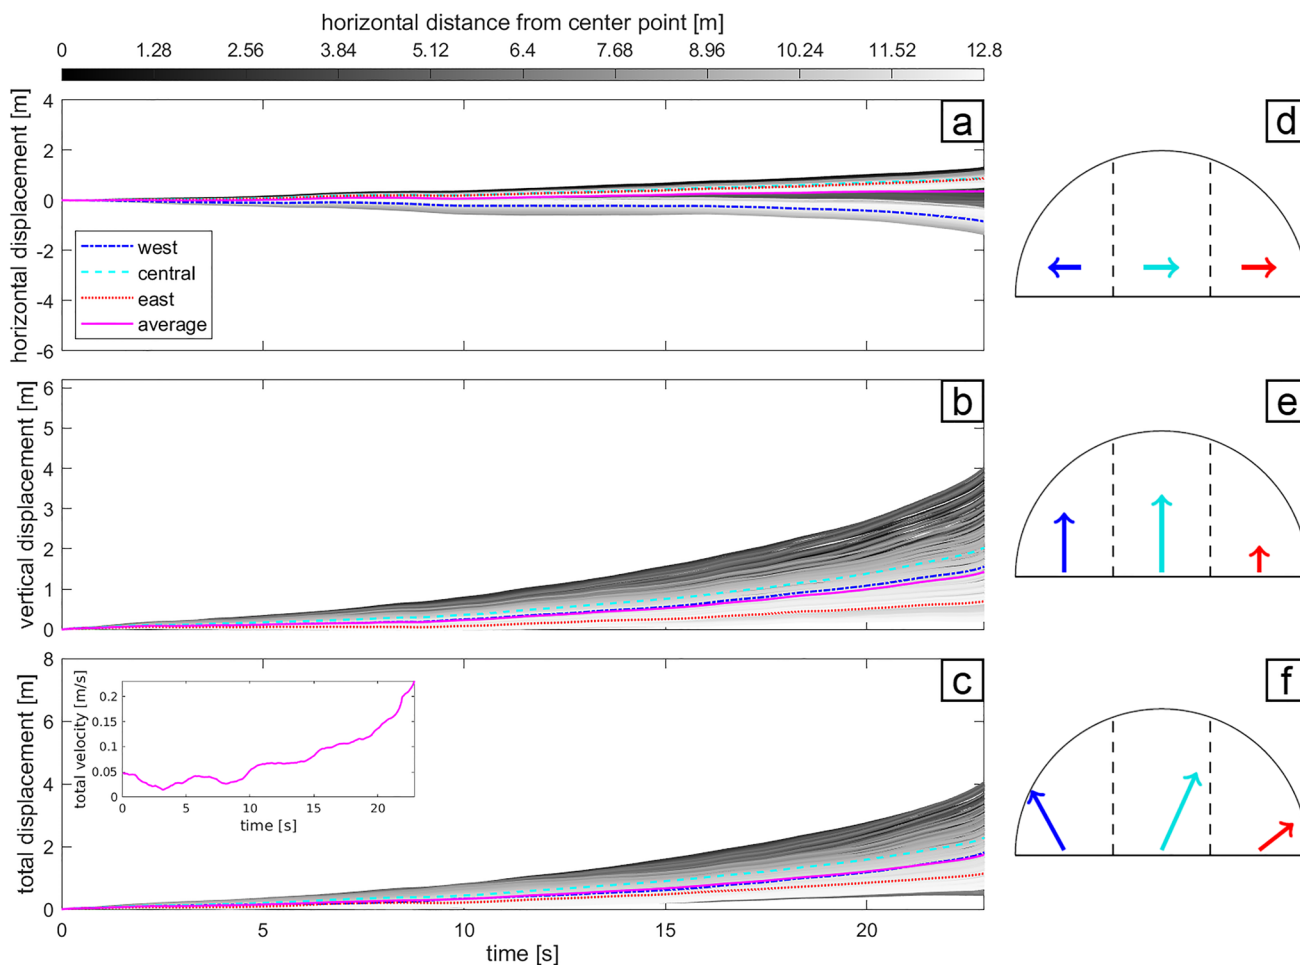 horizontal distance from center point [m]
0 1.28 2.56 3.84 5.12 6.4 7.68 8.96 10.24 11.52 12.8
horizontal displacement [m]
4
2
0
-2
-4
-6
a
west
central
east
average
d
vertical displacement [m]
6
5
4
3
2
1
0
b
e
total displacement [m]
8
6
4
2
0
c
total velocity [m/s]
0.2
0.15
0.1
0.05
0
0 5 10 15 20
time [s]
f
0 5 10 15 20
time [s]